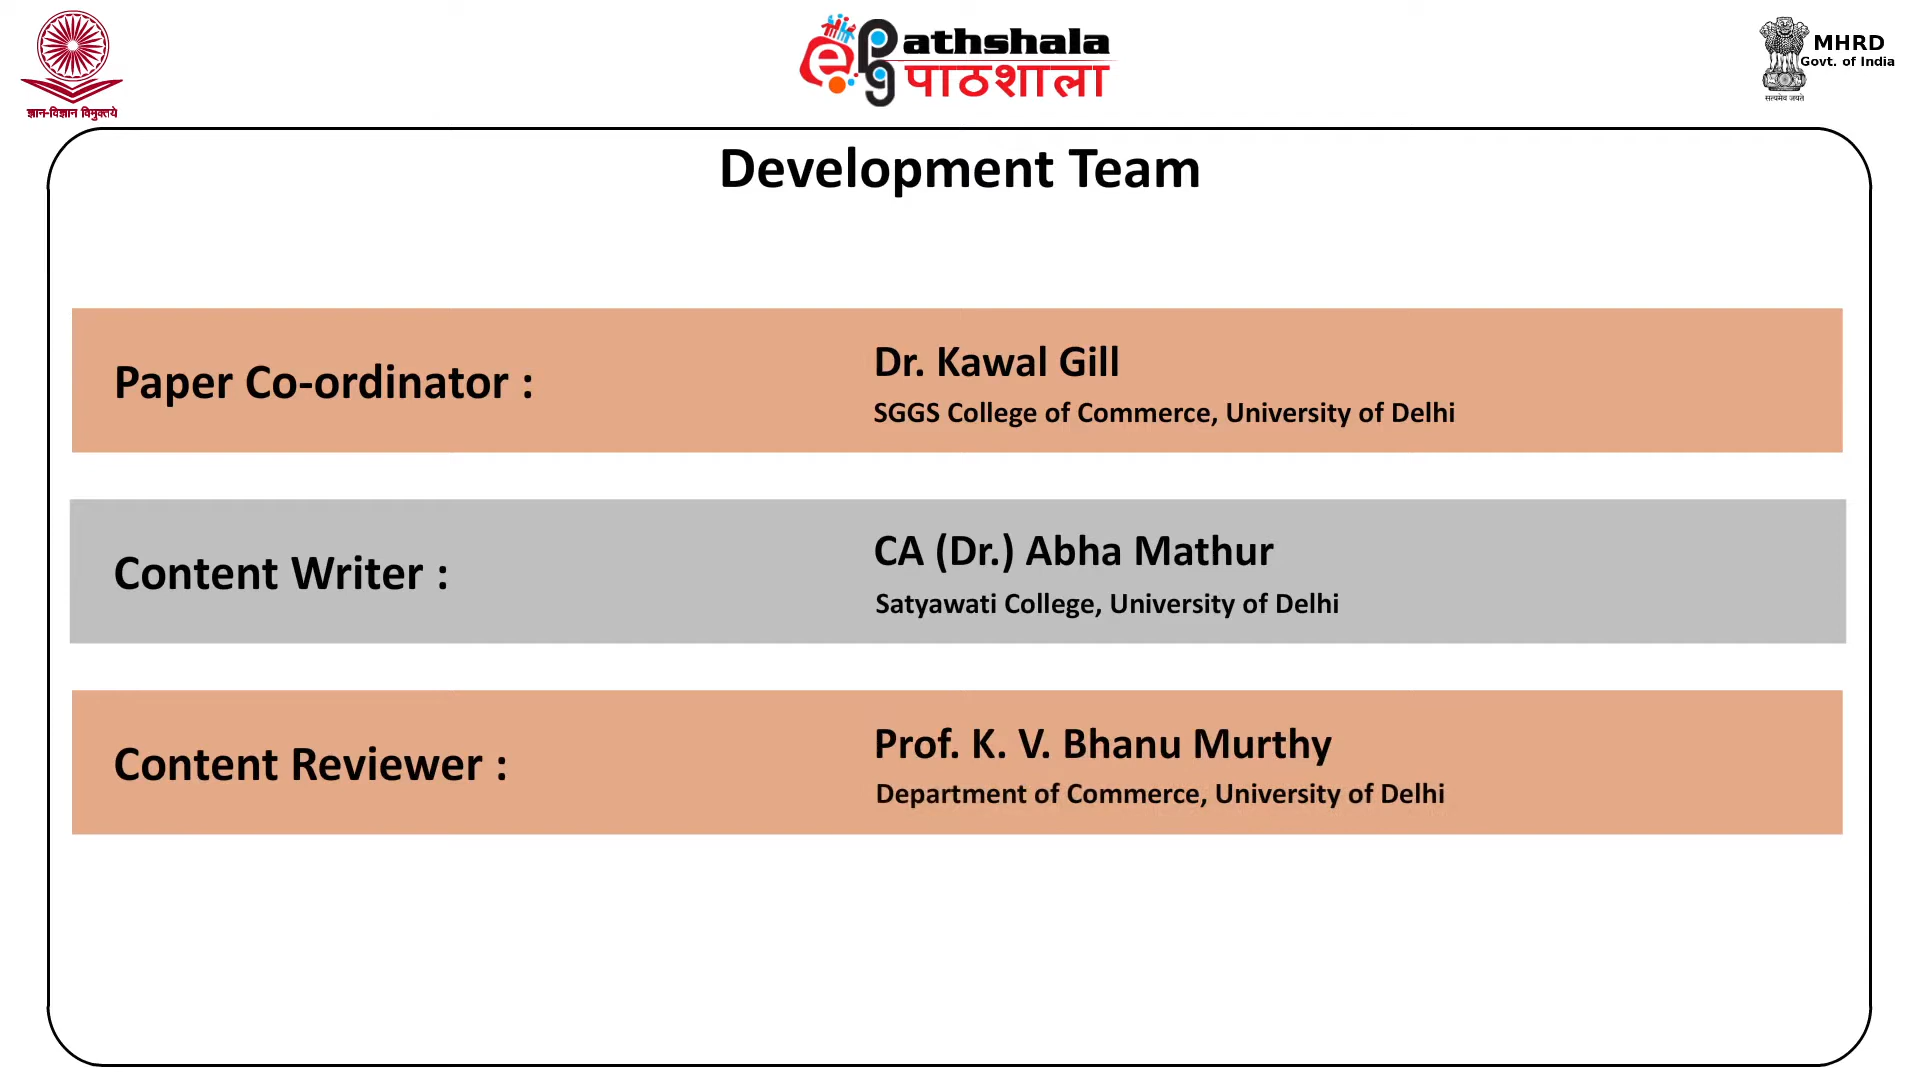 ज्ञान-विज्ञान विमुक्तये
e pg Pathshala
पाठशाला
MHRD
Govt. of India
सत्यमेव जयते
Development Team
Paper Co-ordinator :
Dr. Kawal Gill
SGGS College of Commerce, University of Delhi
Content Writer :
CA (Dr.) Abha Mathur
Satyawati College, University of Delhi
Content Reviewer :
Prof. K. V. Bhanu Murthy
Department of Commerce, University of Delhi